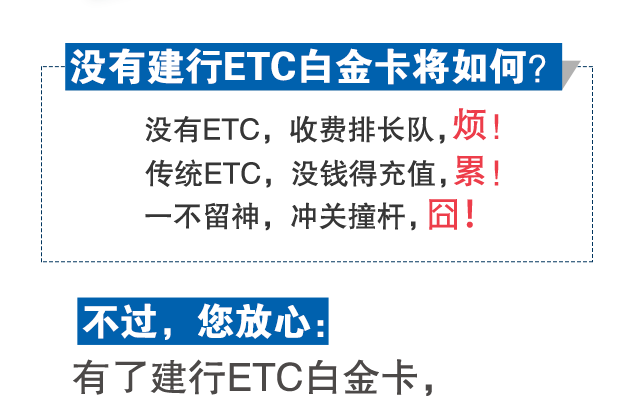 没有建行ETC白金卡将如何？
没有ETC，收费排长队，烦！
传统ETC，没钱得充值，累！
一不留神，冲关撞杆，囧！
不过，您放心：
有了建行ETC白金卡，